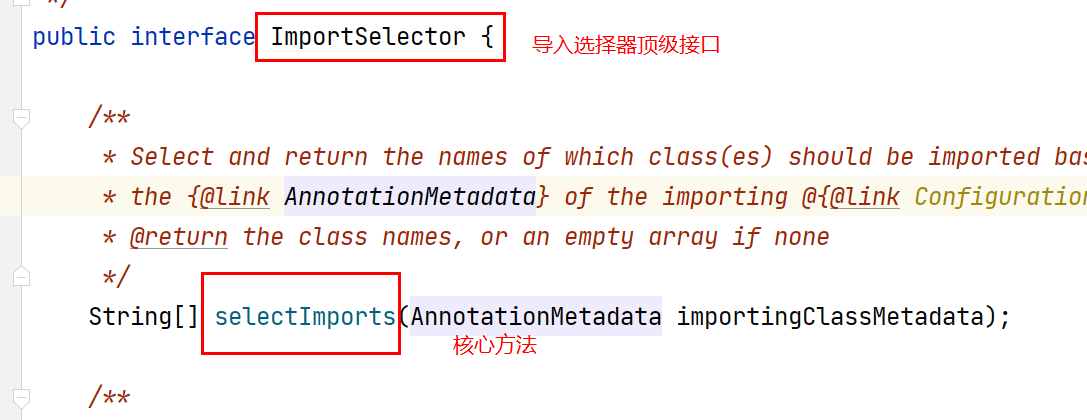 */
public interface ImportSelector {
导入选择器顶级接口
/**
* Select and return the names of which class(es) should be imported bas
* the {@link AnnotationMetadata} of the importing @{@link Configuration
* @return the class names, or an empty array if none
*/
String[] selectImports(AnnotationMetadata importingClassMetadata);
核心方法
/**